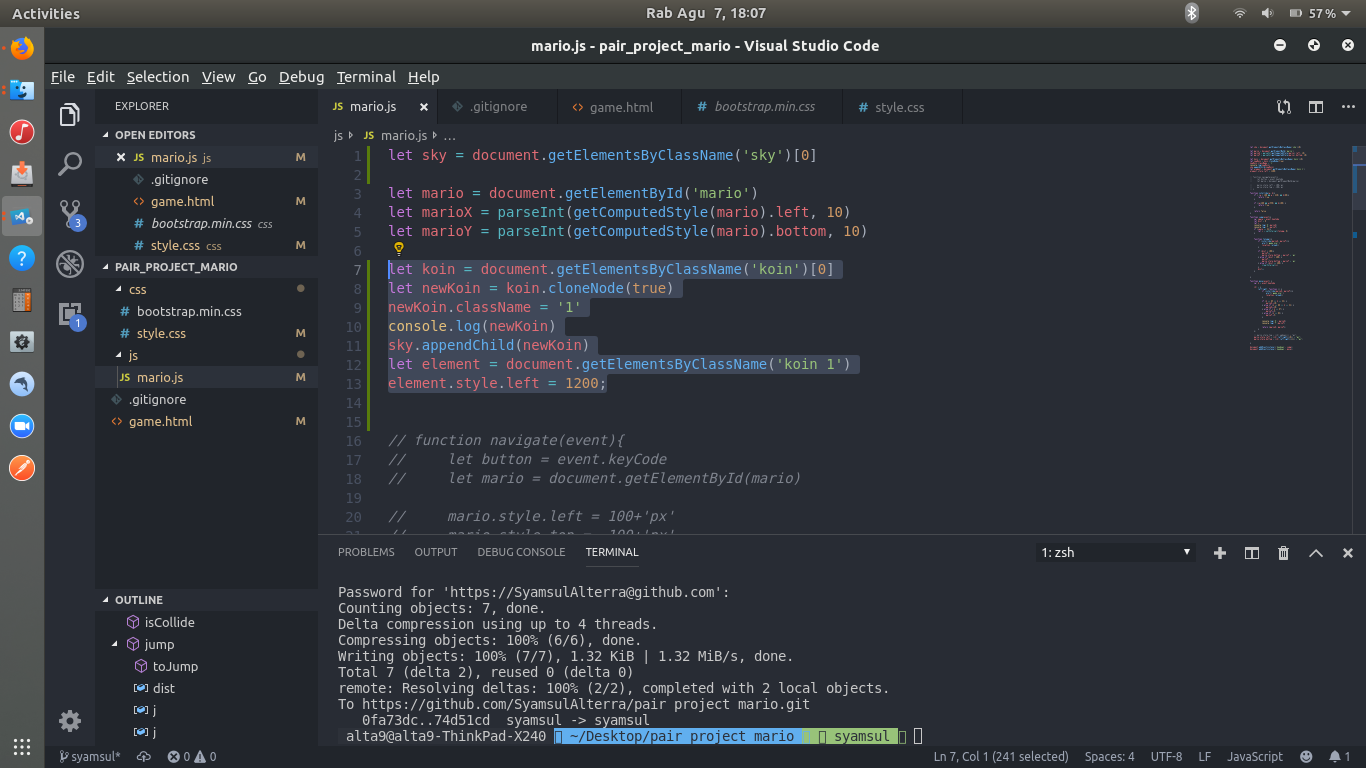 Activities
Rab Agu 7, 18:07
57%
mario.js - pair_project_mario - Visual Studio Code
File Edit Selection View Go Debug Terminal Help
EXPLORER
OPEN EDITORS
JS mario.js js M
.gitignore
<> game.html M
# bootstrap.min.css css
# style.css css M
PAIR_PROJECT_MARIO
css
# bootstrap.min.css
# style.css M
js
JS mario.js M
.gitignore
<> game.html M
OUTLINE
isCollide
jump
toJump
dist
j
j
3
1
JS mario.js
.gitignore
<> game.html
# bootstrap.min.css
# style.css
js JS mario.js ...
1 let sky = document.getElementsByClassName('sky')[0]
2
3 let mario = document.getElementById('mario')
4 let marioX = parseInt(getComputedStyle(mario).left, 10)
5 let marioY = parseInt(getComputedStyle(mario).bottom, 10)
6
7 let koin = document.getElementsByClassName('koin')[0]
8 let newKoin = koin.cloneNode(true)
9 newKoin.className = '1'
10 console.log(newKoin)
11 sky.appendChild(newKoin)
12 let element = document.getElementsByClassName('koin 1')
13 element.style.left = 1200;
14
15
16 // function navigate(event){
17 // let button = event.keyCode
18 // let mario = document.getElementById(mario)
19
20 // mario.style.left = 100+'px'
21 // mario.style.top = 100+'px'
PROBLEMS OUTPUT DEBUG CONSOLE TERMINAL
1: zsh
Password for 'https://SyamsulAlterra@github.com':
Counting objects: 7, done.
Delta compression using up to 4 threads.
Compressing objects: 100% (6/6), done.
Writing objects: 100% (7/7), 1.32 KiB | 1.32 MiB/s, done.
Total 7 (delta 2), reused 0 (delta 0)
remote: Resolving deltas: 100% (2/2), completed with 2 local objects.
To https://github.com/SyamsulAlterra/pair project mario.git
0fa73dc..74d51cd syamsul -> syamsul
alta9@alta9-ThinkPad-X240 ~/Desktop/pair project mario syamsul
syamsul* 0 0
Ln 7, Col 1 (241 selected) Spaces: 4 UTF-8 LF JavaScript 1